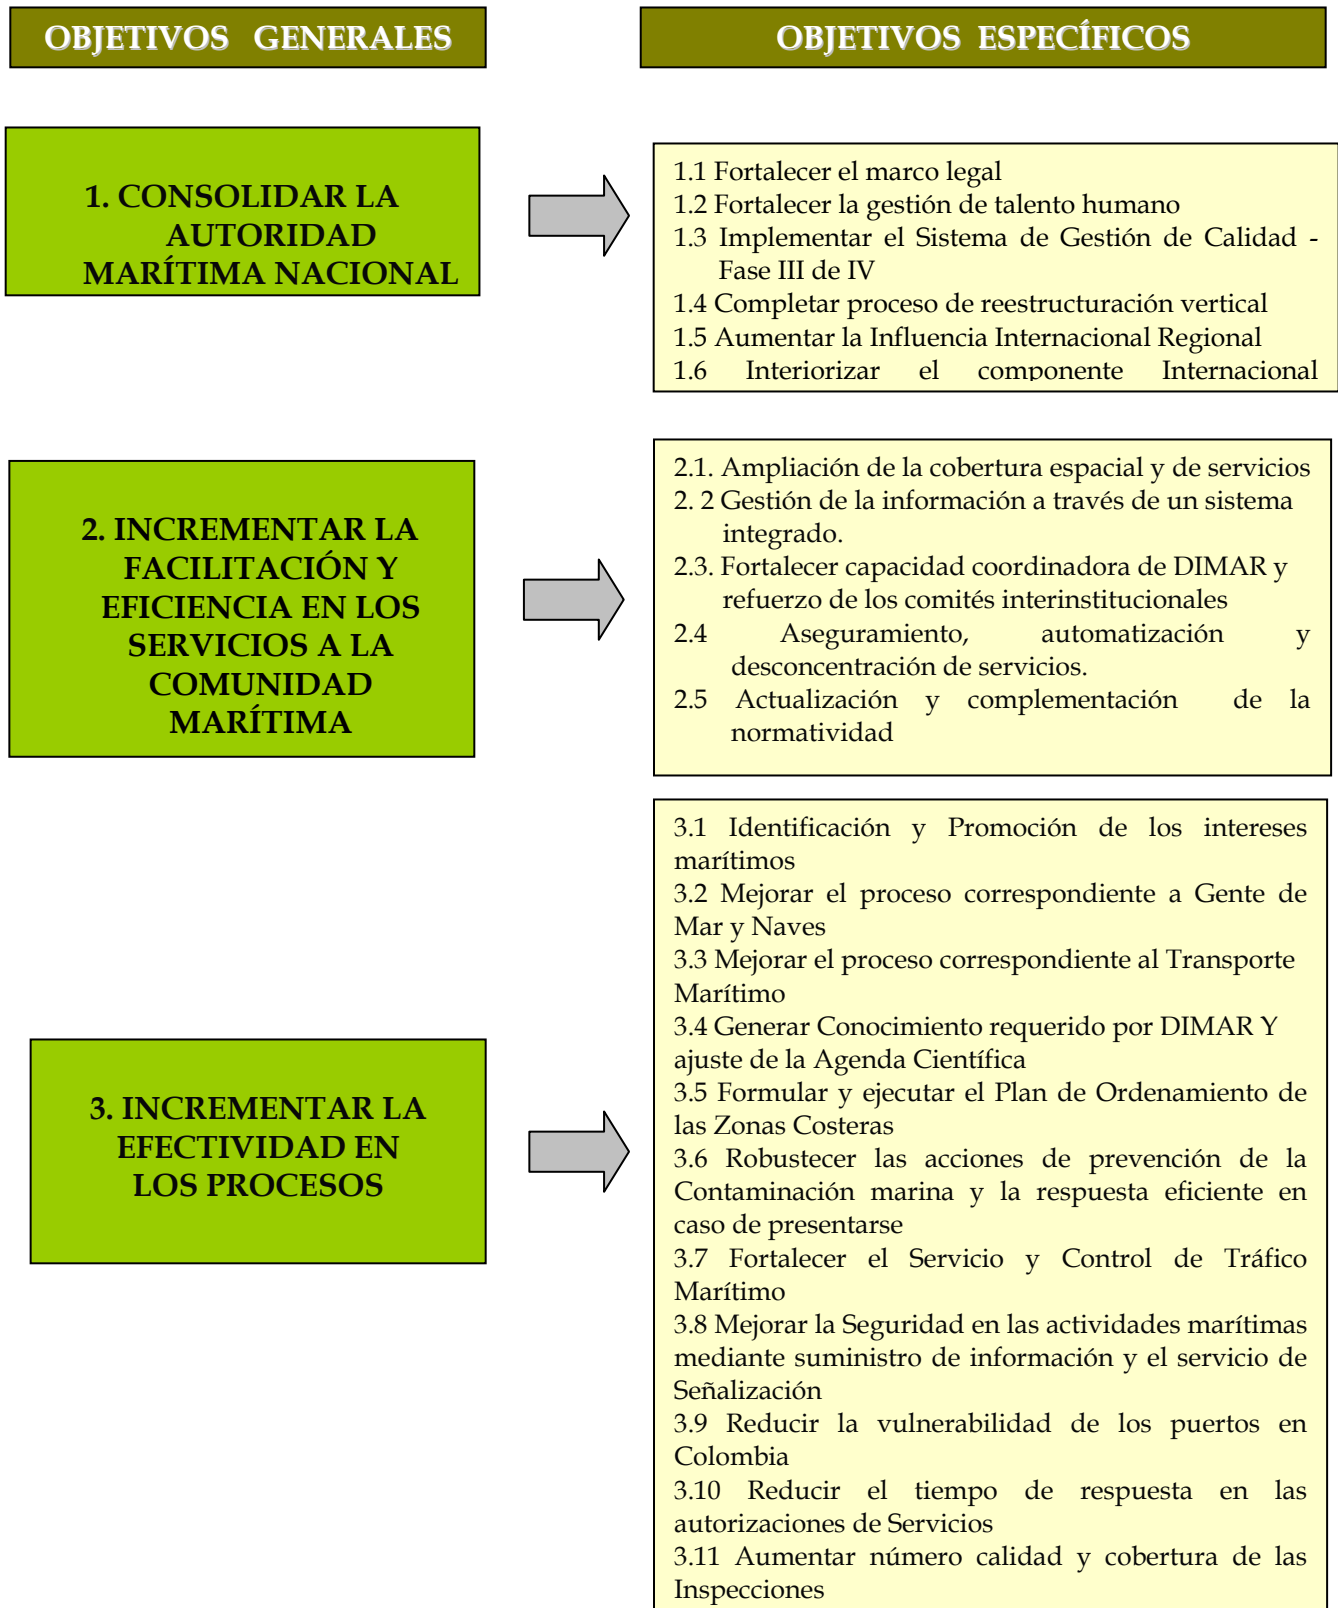 OBJETIVOS GENERALES
OBJETIVOS ESPECÍFICOS
1. CONSOLIDAR LA
AUTORIDAD
MARÍTIMA NACIONAL
1.1 Fortalecer el marco legal
1.2 Fortalecer la gestión de talento humano
1.3 Implementar el Sistema de Gestión de Calidad -
Fase III de IV
1.4 Completar proceso de reestructuración vertical
1.5 Aumentar la Influencia Internacional Regional
1.6 Interiorizar el componente Internacional
2. INCREMENTAR LA
FACILITACIÓN Y
EFICIENCIA EN LOS
SERVICIOS A LA
COMUNIDAD
MARÍTIMA
2.1. Ampliación de la cobertura espacial y de servicios
2. 2 Gestión de la información a través de un sistema
integrado.
2.3. Fortalecer capacidad coordinadora de DIMAR y
refuerzo de los comités interinstitucionales
2.4 Aseguramiento, automatización y
desconcentración de servicios.
2.5 Actualización y complementación de la
normatividad
3. INCREMENTAR LA
EFECTIVIDAD EN
LOS PROCESOS
3.1 Identificación y Promoción de los intereses
marítimos
3.2 Mejorar el proceso correspondiente a Gente de
Mar y Naves
3.3 Mejorar el proceso correspondiente al Transporte
Marítimo
3.4 Generar Conocimiento requerido por DIMAR Y
ajuste de la Agenda Científica
3.5 Formular y ejecutar el Plan de Ordenamiento de
las Zonas Costeras
3.6 Robustecer las acciones de prevención de la
Contaminación marina y la respuesta eficiente en
caso de presentarse
3.7 Fortalecer el Servicio y Control de Tráfico
Marítimo
3.8 Mejorar la Seguridad en las actividades marítimas
mediante suministro de información y el servicio de
Señalización
3.9 Reducir la vulnerabilidad de los puertos en
Colombia
3.10 Reducir el tiempo de respuesta en las
autorizaciones de Servicios
3.11 Aumentar número calidad y cobertura de las
Inspecciones